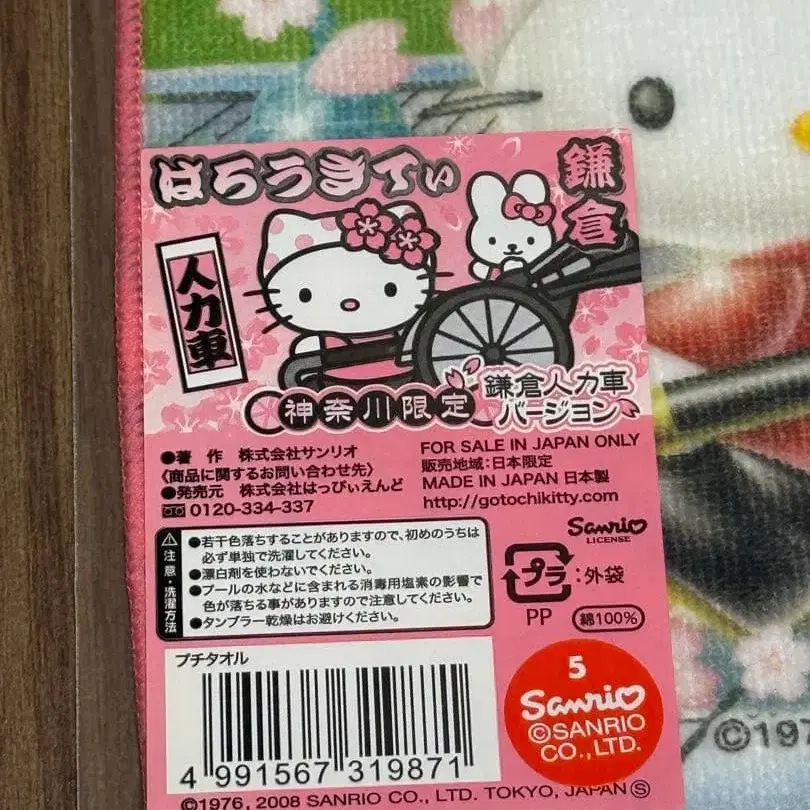 はろうきてぃ
鎌倉
人力車
神奈川限定
鎌倉人力車
バージョン
●著 作 株式会社サンリオ
〈商品に関するお問い合わせ先〉
●発売元 株式会社はっぴぃえんど
0120-334-337
FOR SALE IN JAPAN ONLY
販売地域:日本限定
MADE IN JAPAN 日本製
http://gotochikitty.com
Sanrio
LICENSE
注意・洗濯方法
●若干色落ちすることがありますので、初めのうちは
必ず単独で洗濯してください。
●漂白剤を使わないでください。
●プールの水などに含まれる消毒用塩素の影響で
色が落ちる事がありますので注意してください。
●タンブラー乾燥はお避けください。
プラ:外袋
PP
綿100%
プチタオル
4 991567 319871
5
Sanrio
©SANRIO
CO.,LTD.
©1976, 2008 SANRIO CO., LTD. TOKYO, JAPAN Ⓢ
©197